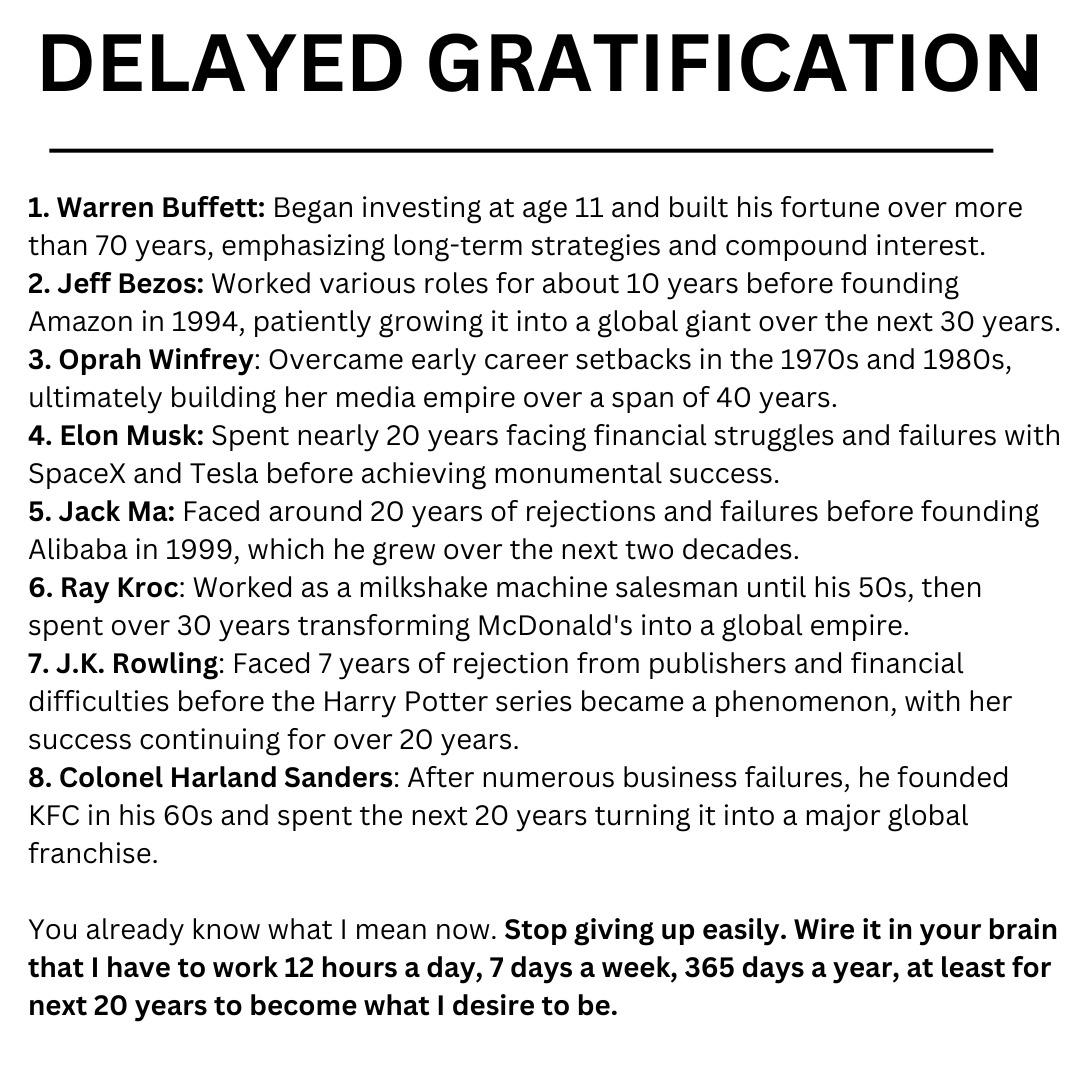 DELAYED GRATIFICATION
1. Warren Buffett: Began investing at age 11 and built his fortune over more
than 70 years, emphasizing long-term strategies and compound interest.
2. Jeff Bezos: Worked various roles for about 10 years before founding
Amazon in 1994, patiently growing it into a global giant over the next 30 years.
3. Oprah Winfrey: Overcame early career setbacks in the 1970s and 1980s,
ultimately building her media empire over a span of 40 years.
4. Elon Musk: Spent nearly 20 years facing financial struggles and failures with
SpaceX and Tesla before achieving monumental success.
5. Jack Ma: Faced around 20 years of rejections and failures before founding
Alibaba in 1999, which he grew over the next two decades.
6. Ray Kroc: Worked as a milkshake machine salesman until his 50s, then
spent over 30 years transforming McDonald's into a global empire.
7. J.K. Rowling: Faced 7 years of rejection from publishers and financial
difficulties before the Harry Potter series became a phenomenon, with her
success continuing for over 20 years.
8. Colonel Harland Sanders: After numerous business failures, he founded
KFC in his 60s and spent the next 20 years turning it into a major global
franchise.
You already know what I mean now. Stop giving up easily. Wire it in your brain
that I have to work 12 hours a day, 7 days a week, 365 days a year, at least for
next 20 years to become what I desire to be.